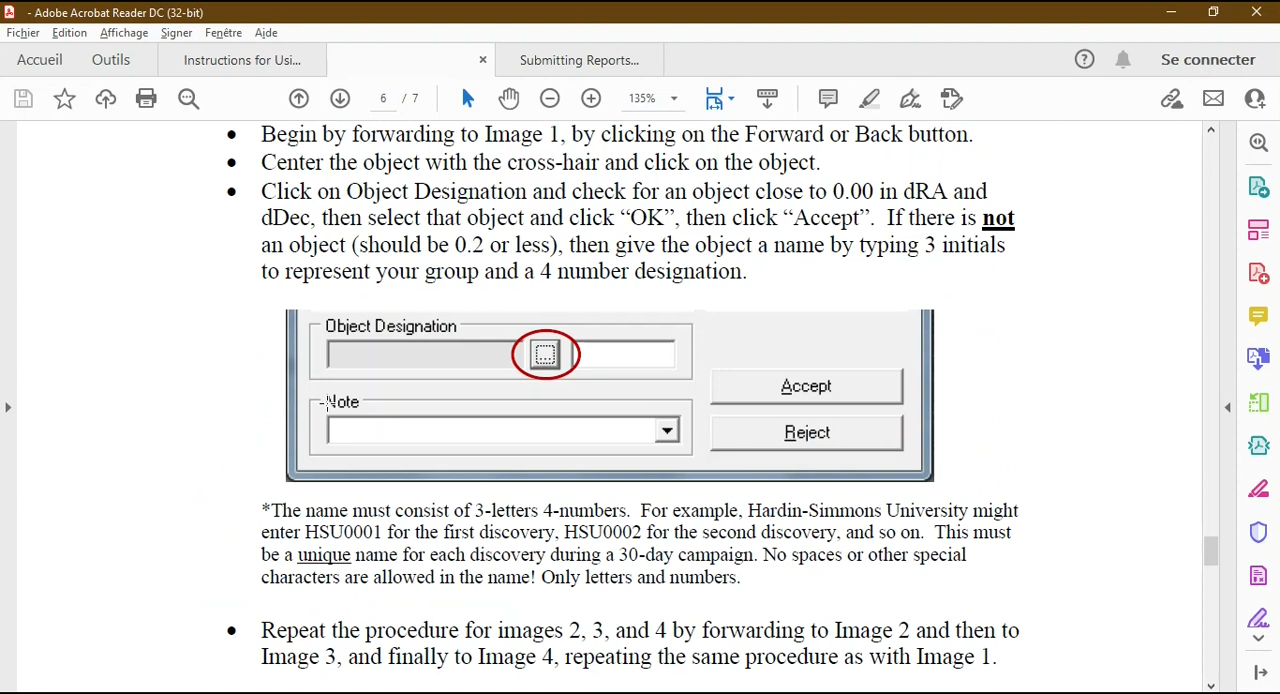 - Adobe Acrobat Reader DC (32-bit)
Fichier Edition Affichage Signer Fenêtre Aide
Accueil Outils Instructions for Usi... Submitting Reports... Se connecter
6 / 7 135%
• Begin by forwarding to Image 1, by clicking on the Forward or Back button.
• Center the object with the cross-hair and click on the object.
• Click on Object Designation and check for an object close to 0.00 in dRA and
dDec, then select that object and click “OK”, then click “Accept”. If there is not
an object (should be 0.2 or less), then give the object a name by typing 3 initials
to represent your group and a 4 number designation.
Object Designation
...
Accept
Note
Reject
*The name must consist of 3-letters 4-numbers. For example, Hardin-Simmons University might
enter HSU0001 for the first discovery, HSU0002 for the second discovery, and so on. This must
be a unique name for each discovery during a 30-day campaign. No spaces or other special
characters are allowed in the name! Only letters and numbers.
• Repeat the procedure for images 2, 3, and 4 by forwarding to Image 2 and then to
Image 3, and finally to Image 4, repeating the same procedure as with Image 1.